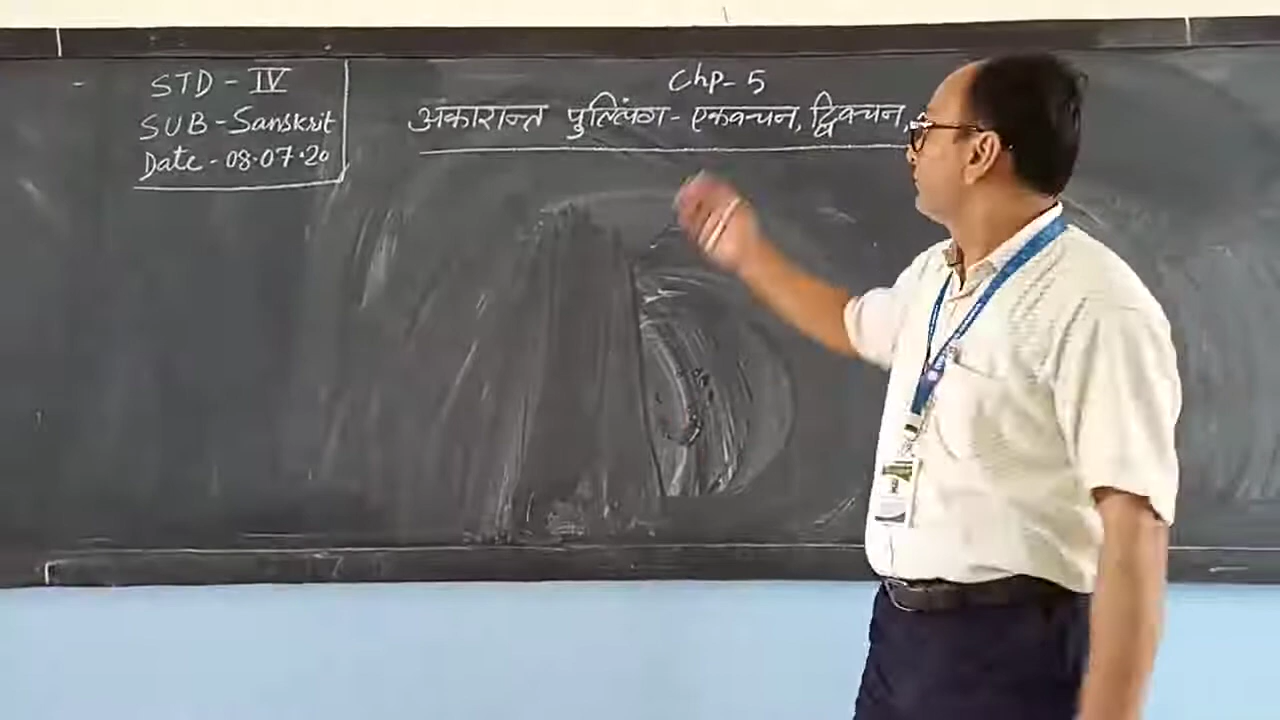 STD - IV
SUB - Sanskrit
Date - 08.07.20
Chp - 5
अकारान्त पुल्लिंग - एकवचन, द्विवचन,